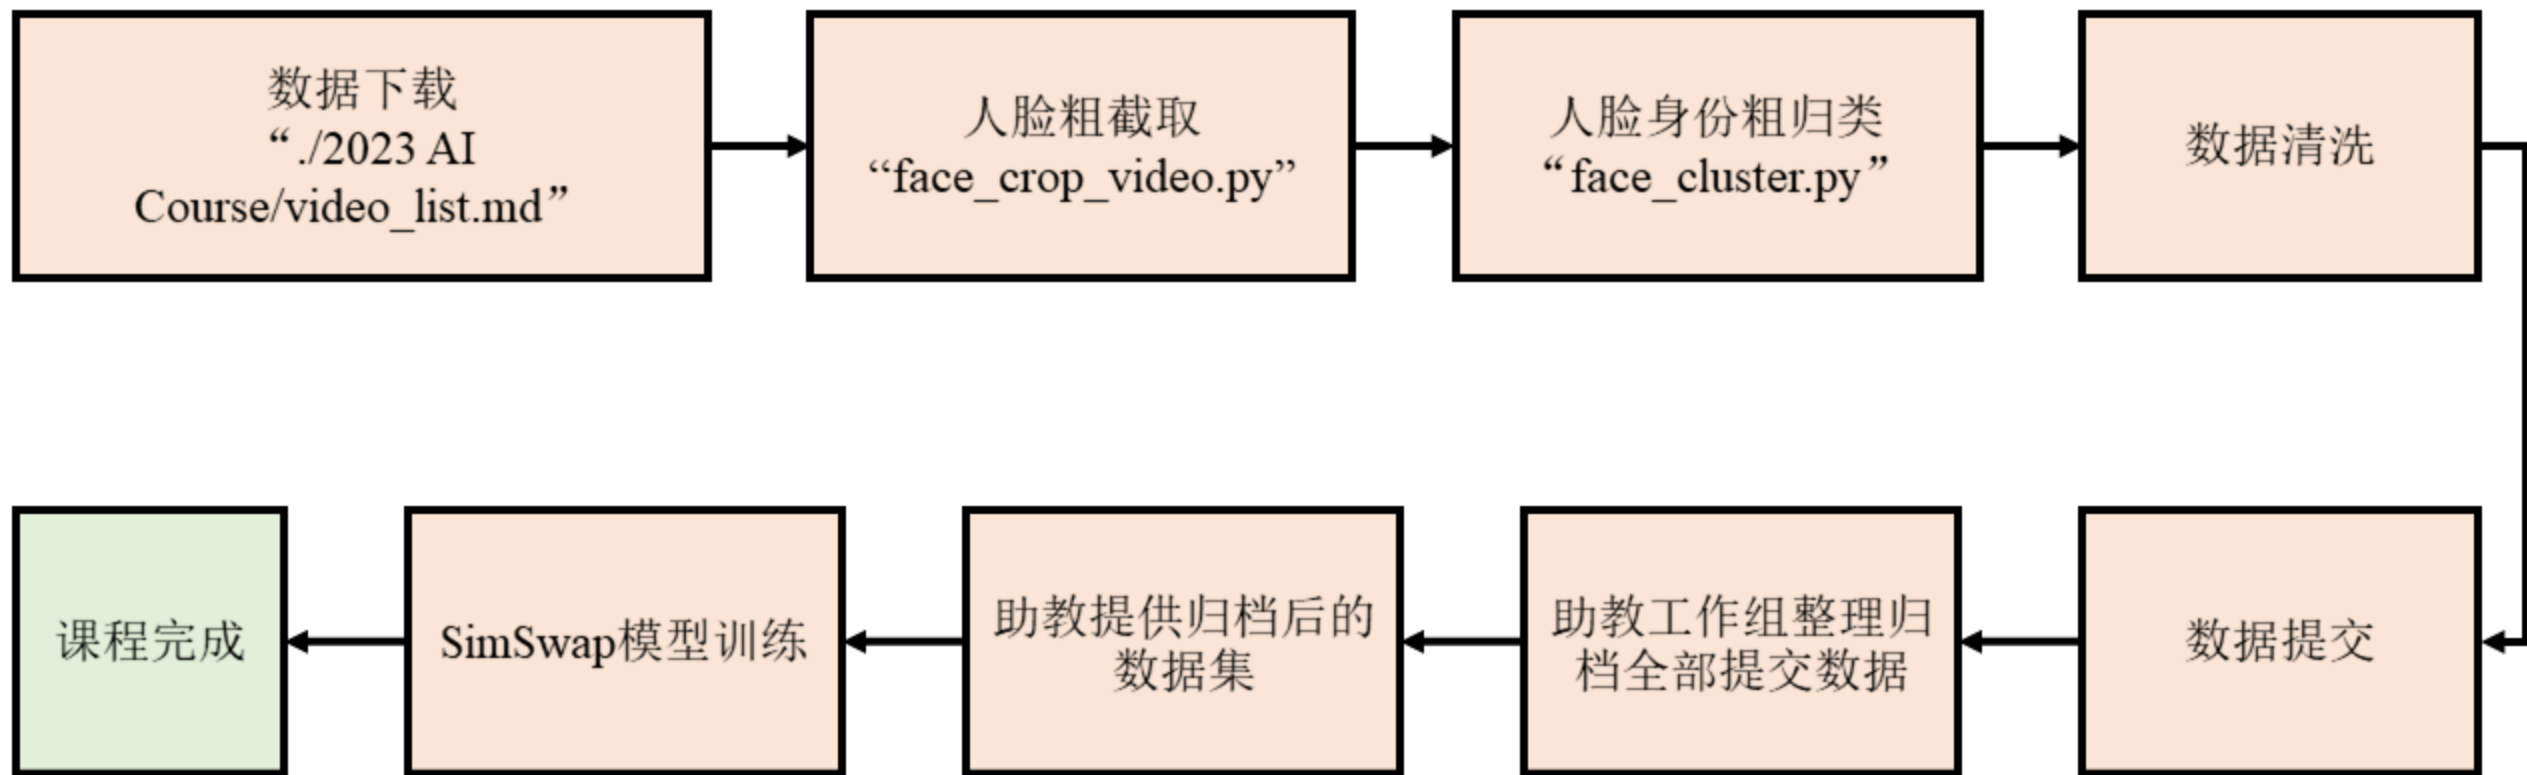 数据下载
“./2023 AI
Course/video_list.md”
人脸粗截取
“face_crop_video.py”
人脸身份粗归类
“face_cluster.py”
数据清洗
数据提交
助教工作组整理归
档全部提交数据
助教提供归档后的
数据集
SimSwap模型训练
课程完成